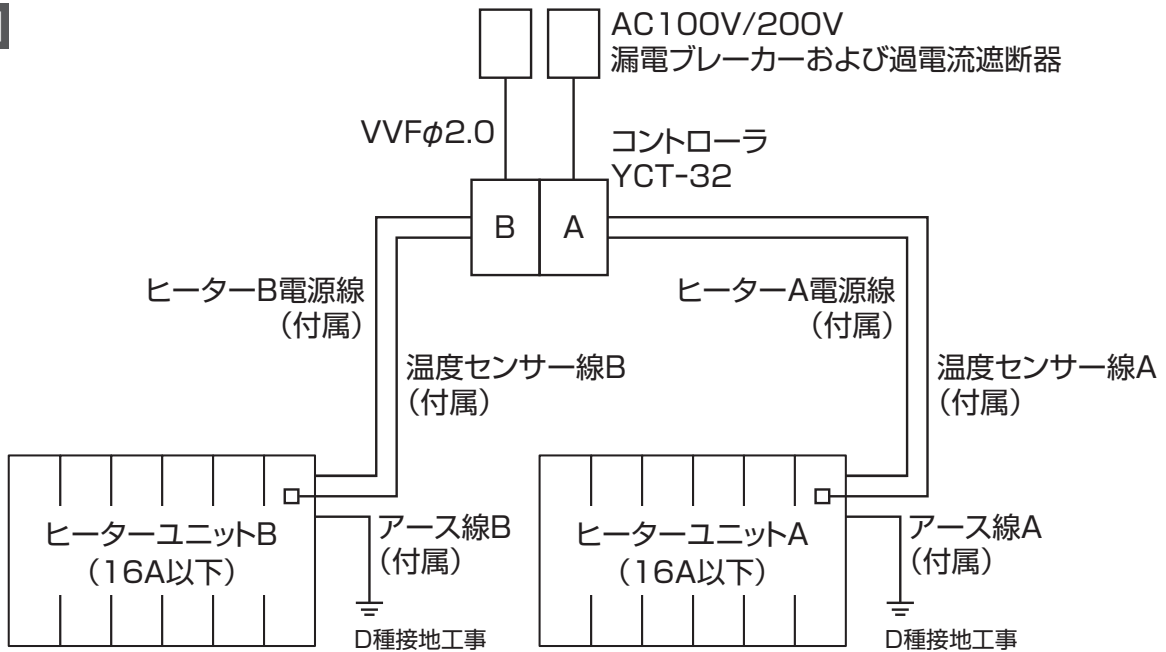 AC100V/200V
漏電ブレーカーおよび過電流遮断器
VVFφ2.0
コントローラ
YCT-32
B
A
ヒーターB電源線
（付属）
ヒーターA電源線
（付属）
温度センサー線B
（付属）
温度センサー線A
（付属）
ヒーターユニットB
（16A以下）
アース線B
（付属）
ヒーターユニットA
（16A以下）
アース線A
（付属）
D種接地工事
D種接地工事